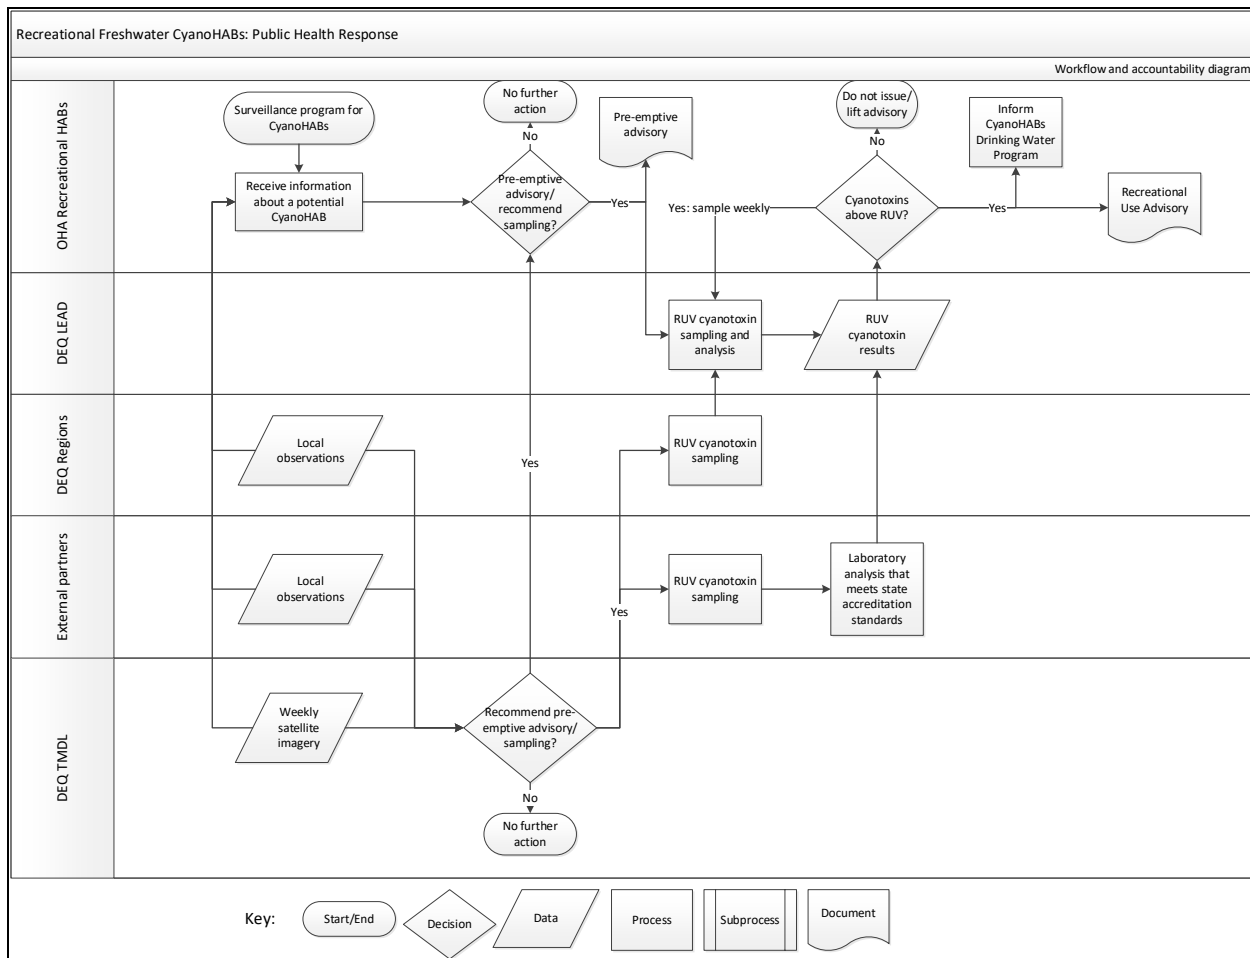 Recreational Freshwater CyanoHABs: Public Health Response
Workflow and accountability diagram
OHA Recreational HABs
Surveillance program for
CyanoHABs
Receive information
about a potential
CyanoHAB
No further
action
No
Pre-emptive
advisory/
recommend
sampling?
Yes
Pre-emptive
advisory
Yes: sample weekly
Do not issue/
lift advisory
No
Cyanotoxins
above RUV?
Yes
Inform
CyanoHABs
Drinking Water
Program
Recreational
Use Advisory
DEQ LEAD
RUV cyanotoxin
sampling and
analysis
RUV
cyanotoxin
results
DEQ Regions
Local
observations
Yes
RUV cyanotoxin
sampling
External partners
Local
observations
Yes
RUV cyanotoxin
sampling
Laboratory
analysis that
meets state
accreditation
standards
DEQ TMDL
Weekly
satellite
imagery
Recommend pre-
emptive advisory/
sampling?
No
No further
action
Key:
Start/End
Decision
Data
Process
Subprocess
Document